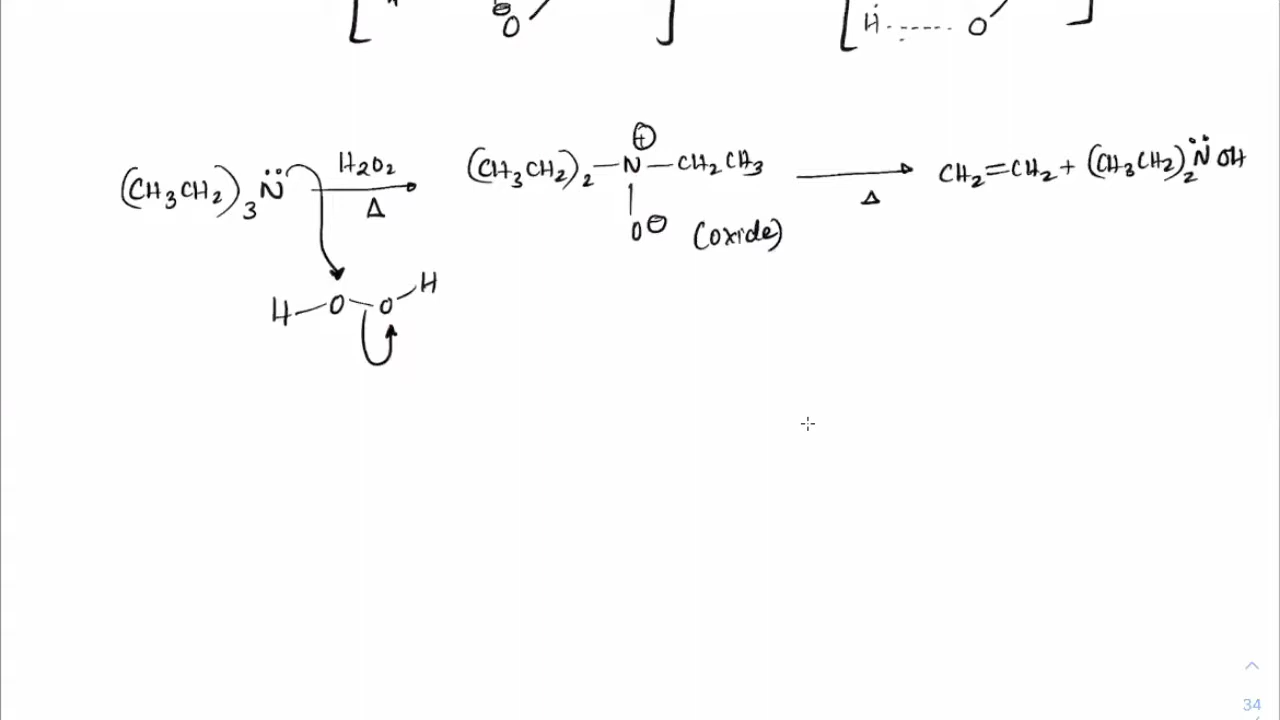 H ⊖ O H O
(CH3CH2)3N̈ H2O2 Δ (CH3CH2)2—N⊕—CH2CH3 Δ CH2=CH2 + (CH3CH2)2N̈OH
O⊖ (oxide)
H—O—O—H
34